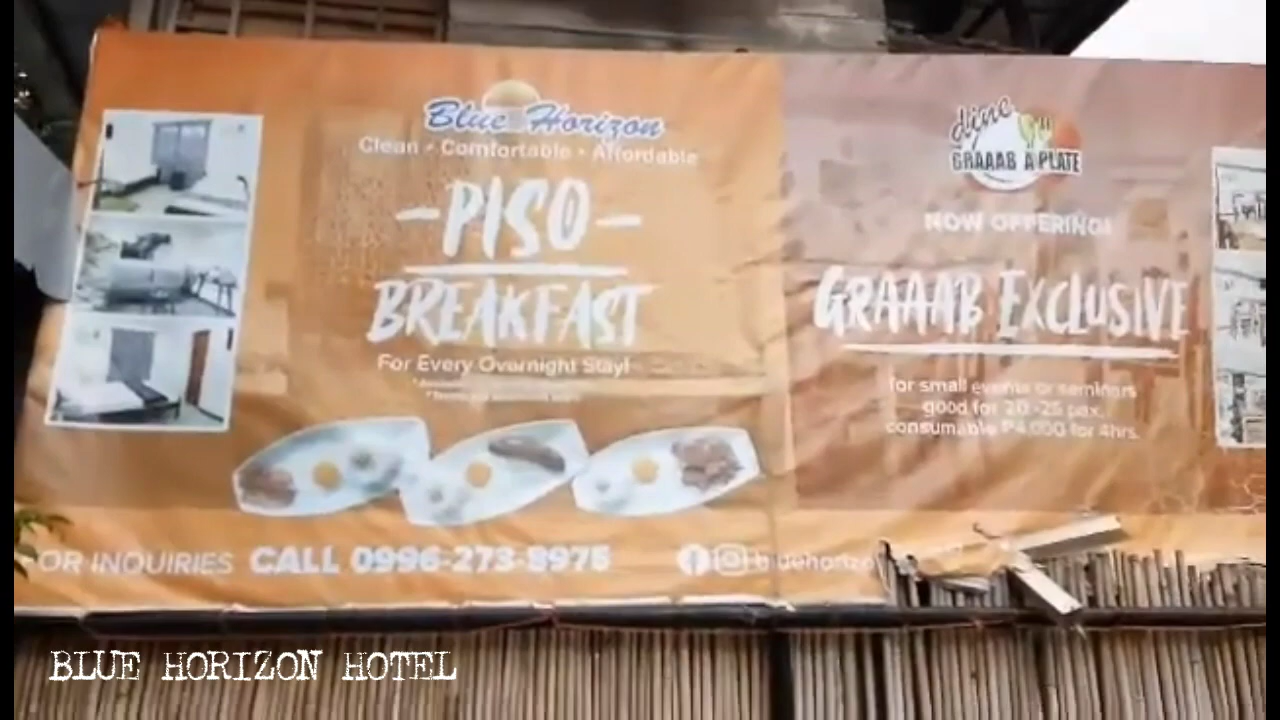 Blue Horizon
Clean • Comfortable • Affordable
-PISO-
BREAKFAST
For Every Overnight Stay!
OR INQUIRIES CALL 0996-273-8975
bluehorizo
dine
GRAAAB A PLATE
NOW OFFERING!
GRAAAB EXCLUSIVE
for small events or seminars
good for 20 -25 pax.
consumable P4,000 for 4hrs.
BLUE HORIZON HOTEL